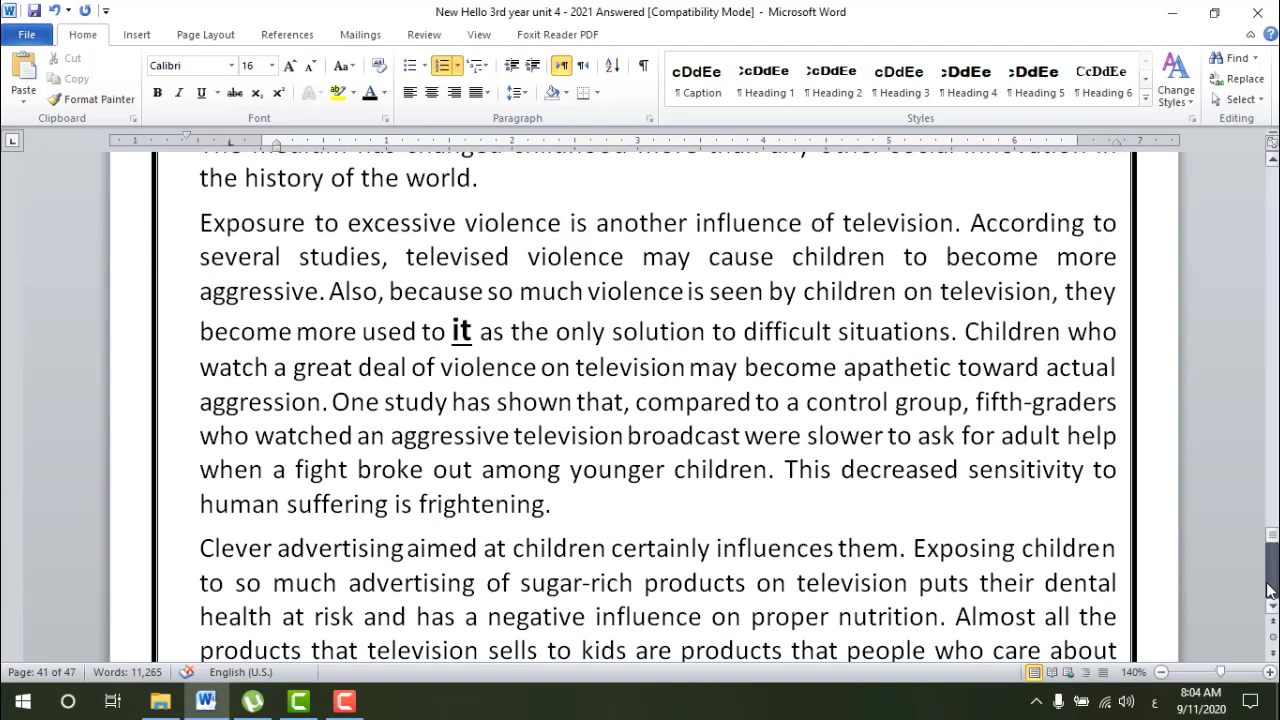 New Hello 3rd year unit 4 - 2021 Answered [Compatibility Mode] - Microsoft Word
File Home Insert Page Layout References Mailings Review View Foxit Reader PDF
Paste Cut Copy Format Painter
Calibri 16
cDdEe Caption Heading 1 Heading 2 cDdEe Heading 3 cDdEe Heading 4 cDdEe Heading 5 CcDdEe Heading 6
Change Styles
Find Replace Select
Clipboard Font Paragraph Styles Editing
the history of the world.
Exposure to excessive violence is another influence of television. According to
several studies, televised violence may cause children to become more
aggressive. Also, because so much violence is seen by children on television, they
become more used to it as the only solution to difficult situations. Children who
watch a great deal of violence on television may become apathetic toward actual
aggression. One study has shown that, compared to a control group, fifth-graders
who watched an aggressive television broadcast were slower to ask for adult help
when a fight broke out among younger children. This decreased sensitivity to
human suffering is frightening.
Clever advertising aimed at children certainly influences them. Exposing children
to so much advertising of sugar-rich products on television puts their dental
health at risk and has a negative influence on proper nutrition. Almost all the
products that television sells to kids are products that people who care about
Page: 41 of 47 Words: 11,265 English (U.S.) 140%
8:04 AM
9/11/2020